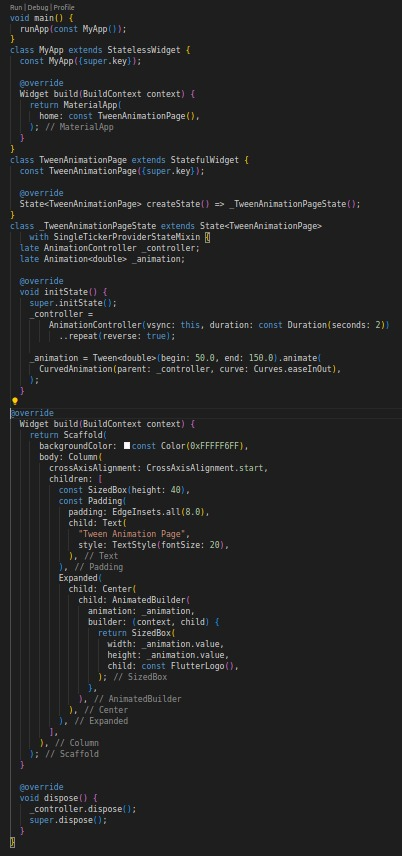 Run | Debug | Profile
void main() {
  runApp(const MyApp());
}
class MyApp extends StatelessWidget {
  const MyApp({super.key});

  @override
  Widget build(BuildContext context) {
    return MaterialApp(
      home: const TweenAnimationPage(),
    ); // MaterialApp
  }
}
class TweenAnimationPage extends StatefulWidget {
  const TweenAnimationPage({super.key});

  @override
  State<TweenAnimationPage> createState() => _TweenAnimationPageState();
}
class _TweenAnimationPageState extends State<TweenAnimationPage>
    with SingleTickerProviderStateMixin {
  late AnimationController _controller;
  late Animation<double> _animation;

  @override
  void initState() {
    super.initState();
    _controller =
        AnimationController(vsync: this, duration: const Duration(seconds: 2))
          ..repeat(reverse: true);

    _animation = Tween<double>(begin: 50.0, end: 150.0).animate(
      CurvedAnimation(parent: _controller, curve: Curves.easeInOut),
    );
  }

@override
  Widget build(BuildContext context) {
    return Scaffold(
      backgroundColor: const Color(0xFFFFF6FF),
      body: Column(
        crossAxisAlignment: CrossAxisAlignment.start,
        children: [
          const SizedBox(height: 40),
          const Padding(
            padding: EdgeInsets.all(8.0),
            child: Text(
              "Tween Animation Page",
              style: TextStyle(fontSize: 20),
            ), // Text
          ), // Padding
          Expanded(
            child: Center(
              child: AnimatedBuilder(
                animation: _animation,
                builder: (context, child) {
                  return SizedBox(
                    width: _animation.value,
                    height: _animation.value,
                    child: const FlutterLogo(),
                  ); // SizedBox
                },
              ), // AnimatedBuilder
            ), // Center
          ), // Expanded
        ],
      ), // Column
    ); // Scaffold
  }

  @override
  void dispose() {
    _controller.dispose();
    super.dispose();
  }
}